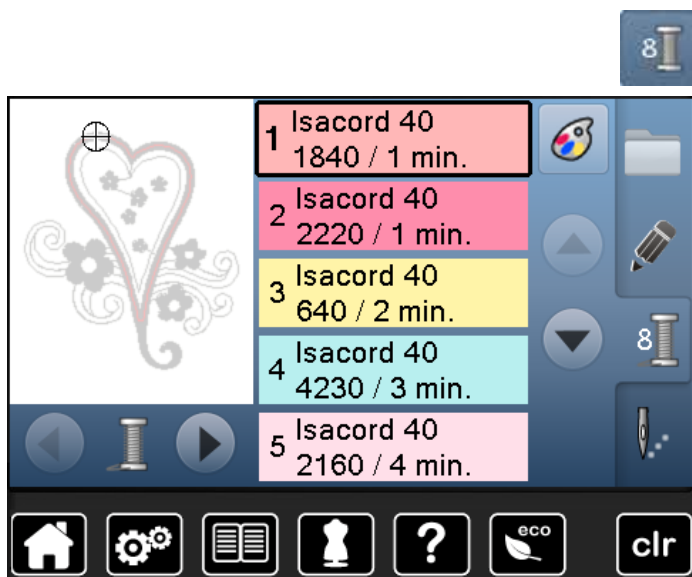 8
1 Isacord 40
1840 / 1 min.
2 Isacord 40
2220 / 1 min.
3 Isacord 40
640 / 2 min.
8
4 Isacord 40
4230 / 3 min.
5 Isacord 40
2160 / 4 min.
?
eco
clr